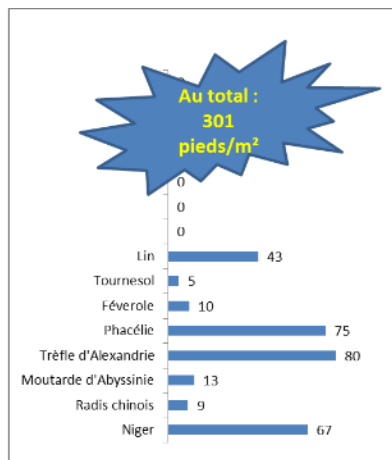 Au total :
301
pieds/m²
0
0
0
Lin 43
Tournesol 5
Féverole 10
Phacélie 75
Trèfle d'Alexandrie 80
Moutarde d'Abyssinie 13
Radis chinois 9
Niger 67